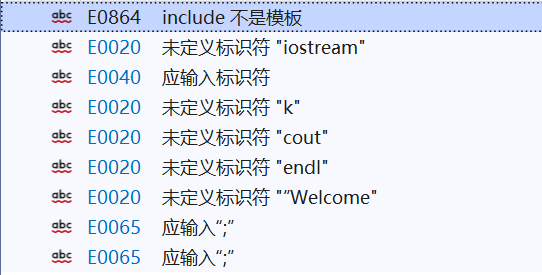 abc E0864 include 不是模板
abc E0020 未定义标识符 "iostream"
abc E0040 应输入标识符
abc E0020 未定义标识符 "k"
abc E0020 未定义标识符 "cout"
abc E0020 未定义标识符 "endl"
abc E0020 未定义标识符 "“Welcome"
abc E0065 应输入“;”
abc E0065 应输入“;”